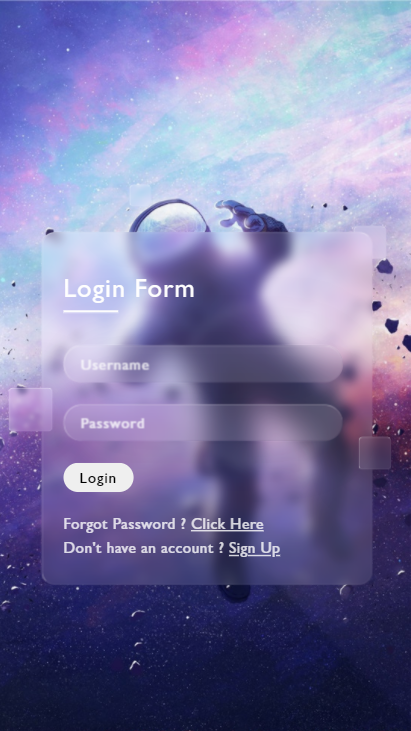 Login Form
Username
Password
Login
Forgot Password ? Click Here
Don't have an account ? Sign Up